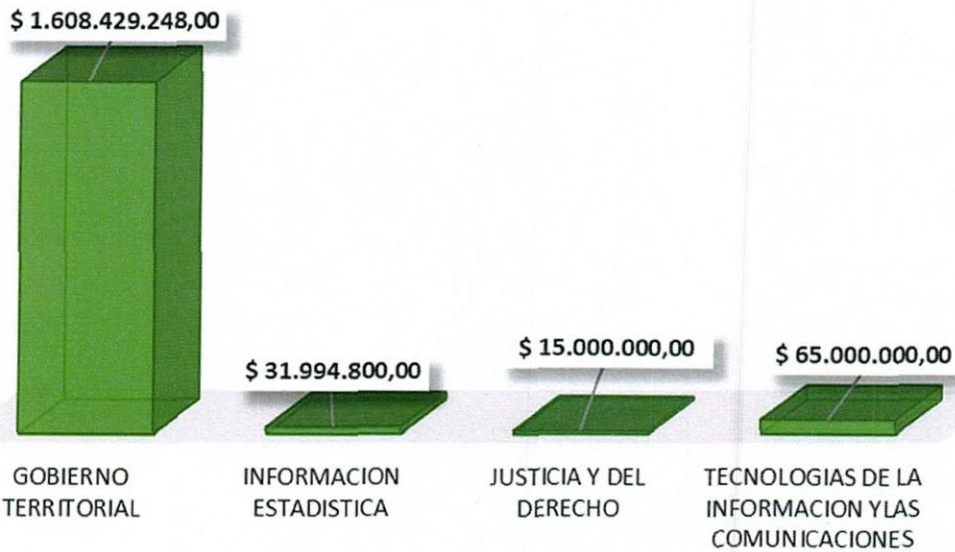 $ 1.608.429.248,00
$ 31.994.800,00
$ 15.000.000,00
$ 65.000.000,00
GOBIERNO
TERRITORIAL
INFORMACION
ESTADISTICA
JUSTICIA Y DEL
DERECHO
TECNOLOGIAS DE LA
INFORMACION YLAS
COMUNICACIONES